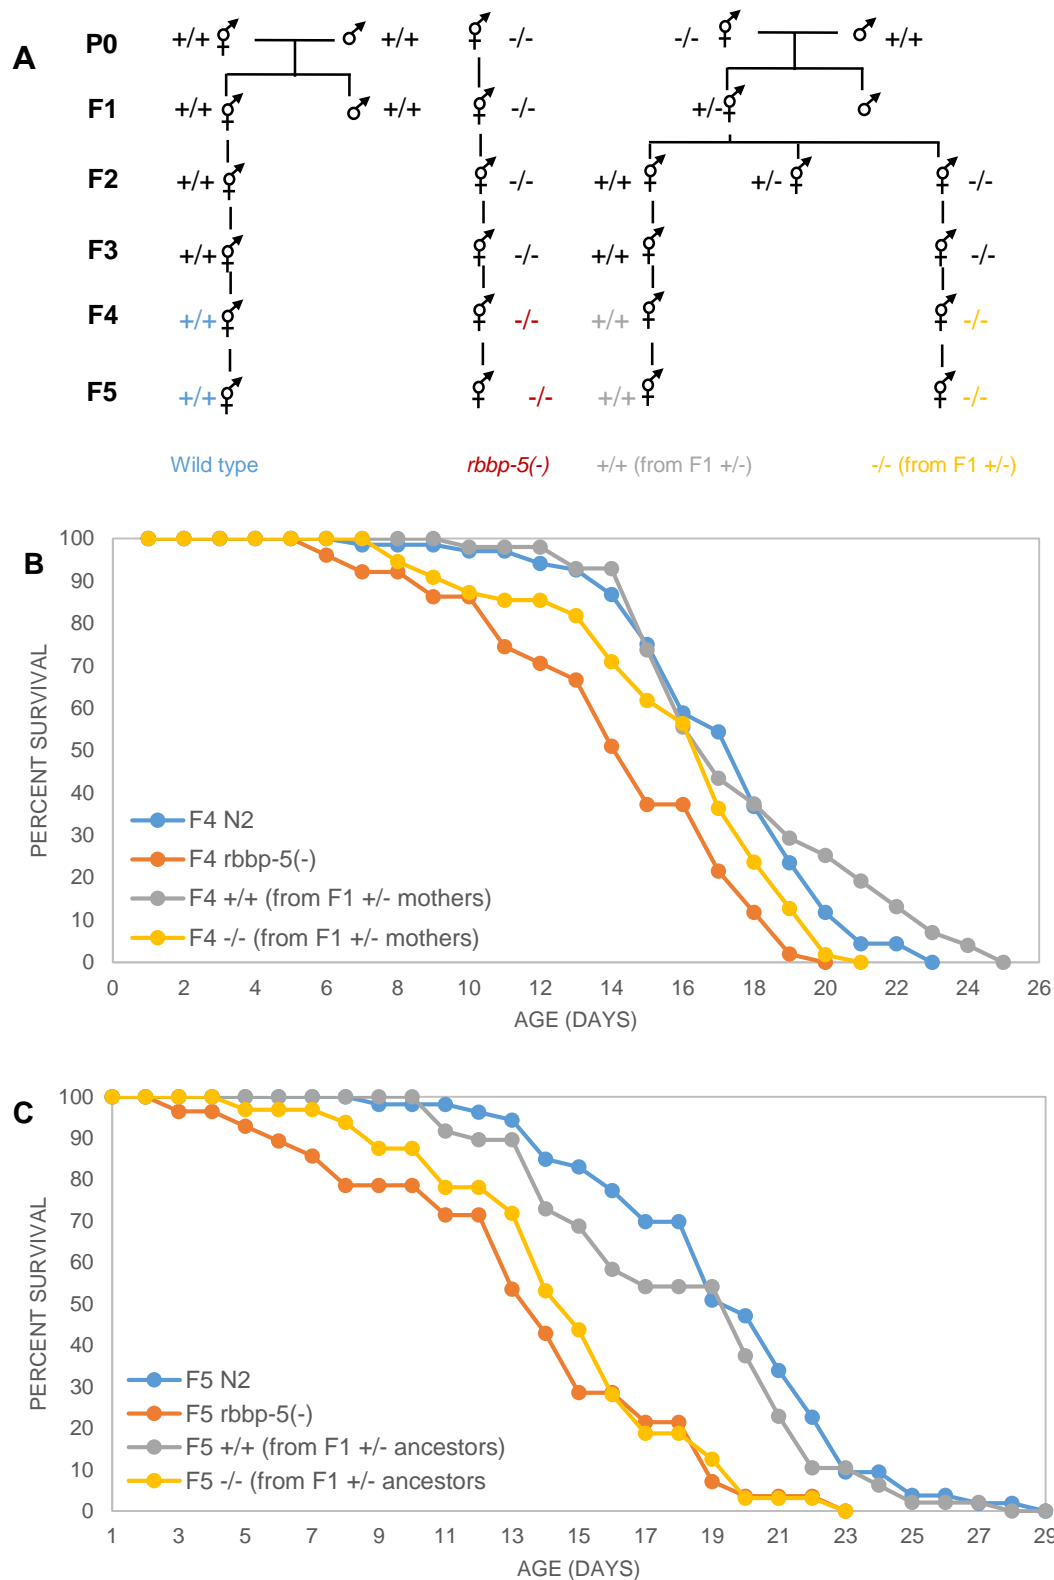 A
P0 +/+ +/+ -/- -/- +/+
F1 +/+ +/+ -/- +/-
F2 +/+ -/- +/+ +/- -/-
F3 +/+ -/- +/+ -/-
F4 +/+ -/- +/+ -/-
F5 +/+ -/- +/+ -/-
Wild type rbbp-5(-) +/+ (from F1 +/-) -/- (from F1 +/-)
B
PERCENT SURVIVAL
100
90
80
70
60
50
40
30
20
10
0
F4 N2
F4 rbbp-5(-)
F4 +/+ (from F1 +/- mothers)
F4 -/- (from F1 +/- mothers)
0 2 4 6 8 10 12 14 16 18 20 22 24 26
AGE (DAYS)
C
PERCENT SURVIVAL
100
90
80
70
60
50
40
30
20
10
0
F5 N2
F5 rbbp-5(-)
F5 +/+ (from F1 +/- ancestors)
F5 -/- (from F1 +/- ancestors
1 3 5 7 9 11 13 15 17 19 21 23 25 27 29
AGE (DAYS)